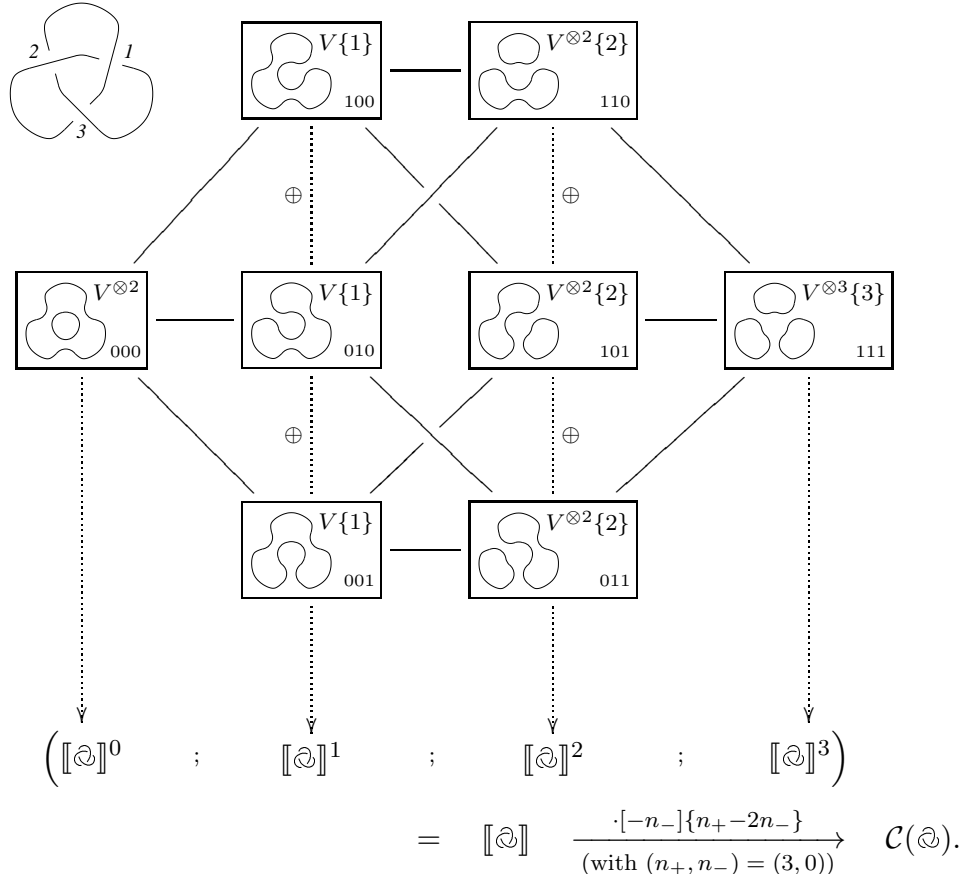 2 1
3
V{1}
100
V^{⊗2}{2}
110
⊕ ⊕
V^{⊗2}
000
V{1}
010
V^{⊗2}{2}
101
V^{⊗3}{3}
111
⊕ ⊕
V{1}
001
V^{⊗2}{2}
011
(⟦⟧^0 ; ⟦⟧^1 ; ⟦⟧^2 ; ⟦⟧^3)
·[−n_−]{n_+−2n_−}
= ⟦⟧ ⟶ 𝒞().
(with (n_+, n_−) = (3, 0))